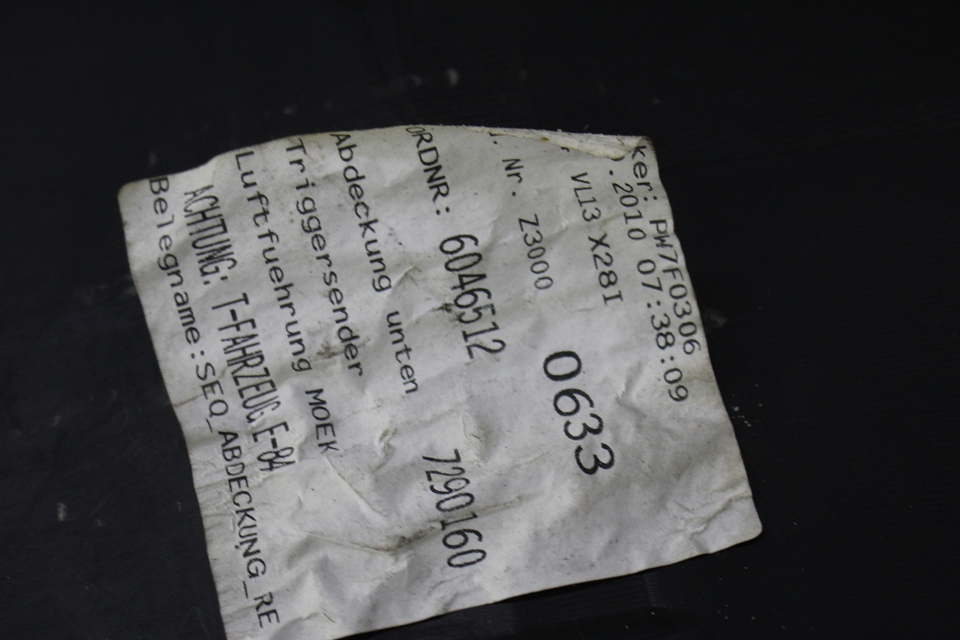 ker: PW7F0306
.2010 07:38:09
VL13 X28I
Nr. Z3000 0633
ORDNR: 6046512 7290160
Abdeckung unten
Triggersender
Luftfuehrung MOEK
ACHTUNG: T-FAHRZEUG E-84
Belegname:SEQ_ABDECKUNG_RE